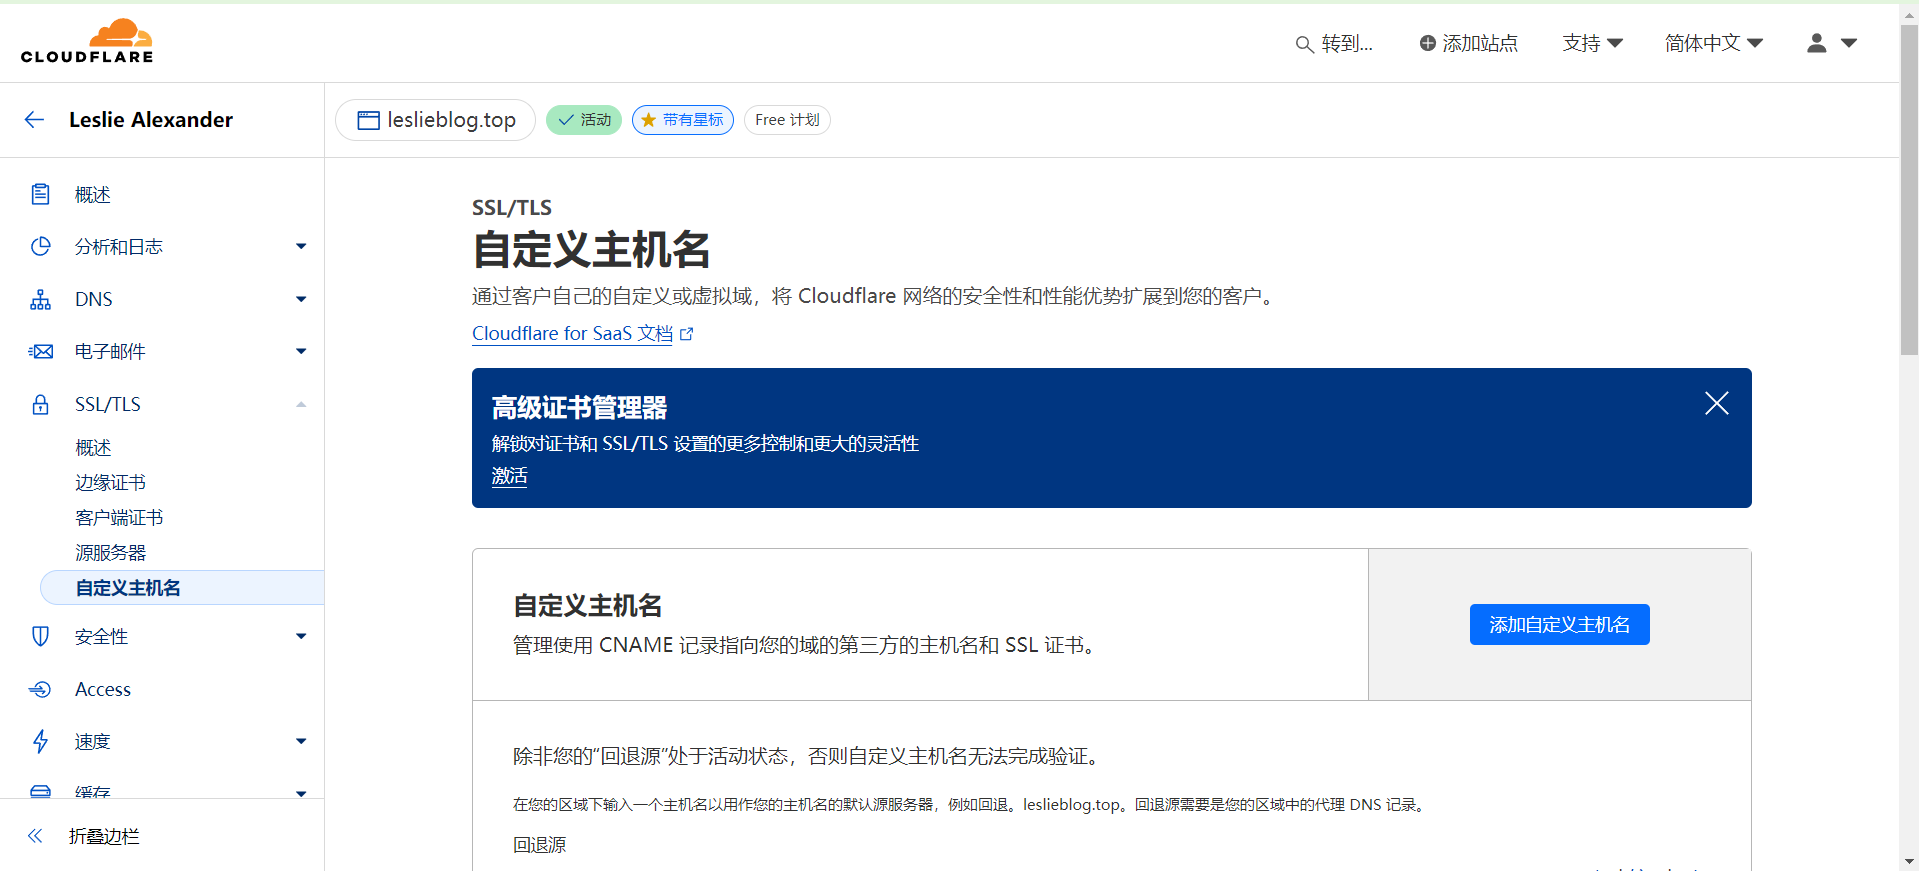 CLOUDFLARE
转到...
添加站点
支持
简体中文
Leslie Alexander
leslieblog.top
活动
带有星标
Free 计划
概述
分析和日志
DNS
电子邮件
SSL/TLS
概述
边缘证书
客户端证书
源服务器
自定义主机名
安全性
Access
速度
缓存
折叠边栏
SSL/TLS
自定义主机名
通过客户自己的自定义或虚拟域，将 Cloudflare 网络的安全性和性能优势扩展到您的客户。
Cloudflare for SaaS 文档
高级证书管理器
解锁对证书和 SSL/TLS 设置的更多控制和更大的灵活性
激活
自定义主机名
管理使用 CNAME 记录指向您的域的第三方的主机名和 SSL 证书。
添加自定义主机名
除非您的“回退源”处于活动状态，否则自定义主机名无法完成验证。
在您的区域下输入一个主机名以用作您的主机名的默认源服务器，例如回退。leslieblog.top。回退源需要是您的区域中的代理 DNS 记录。
回退源